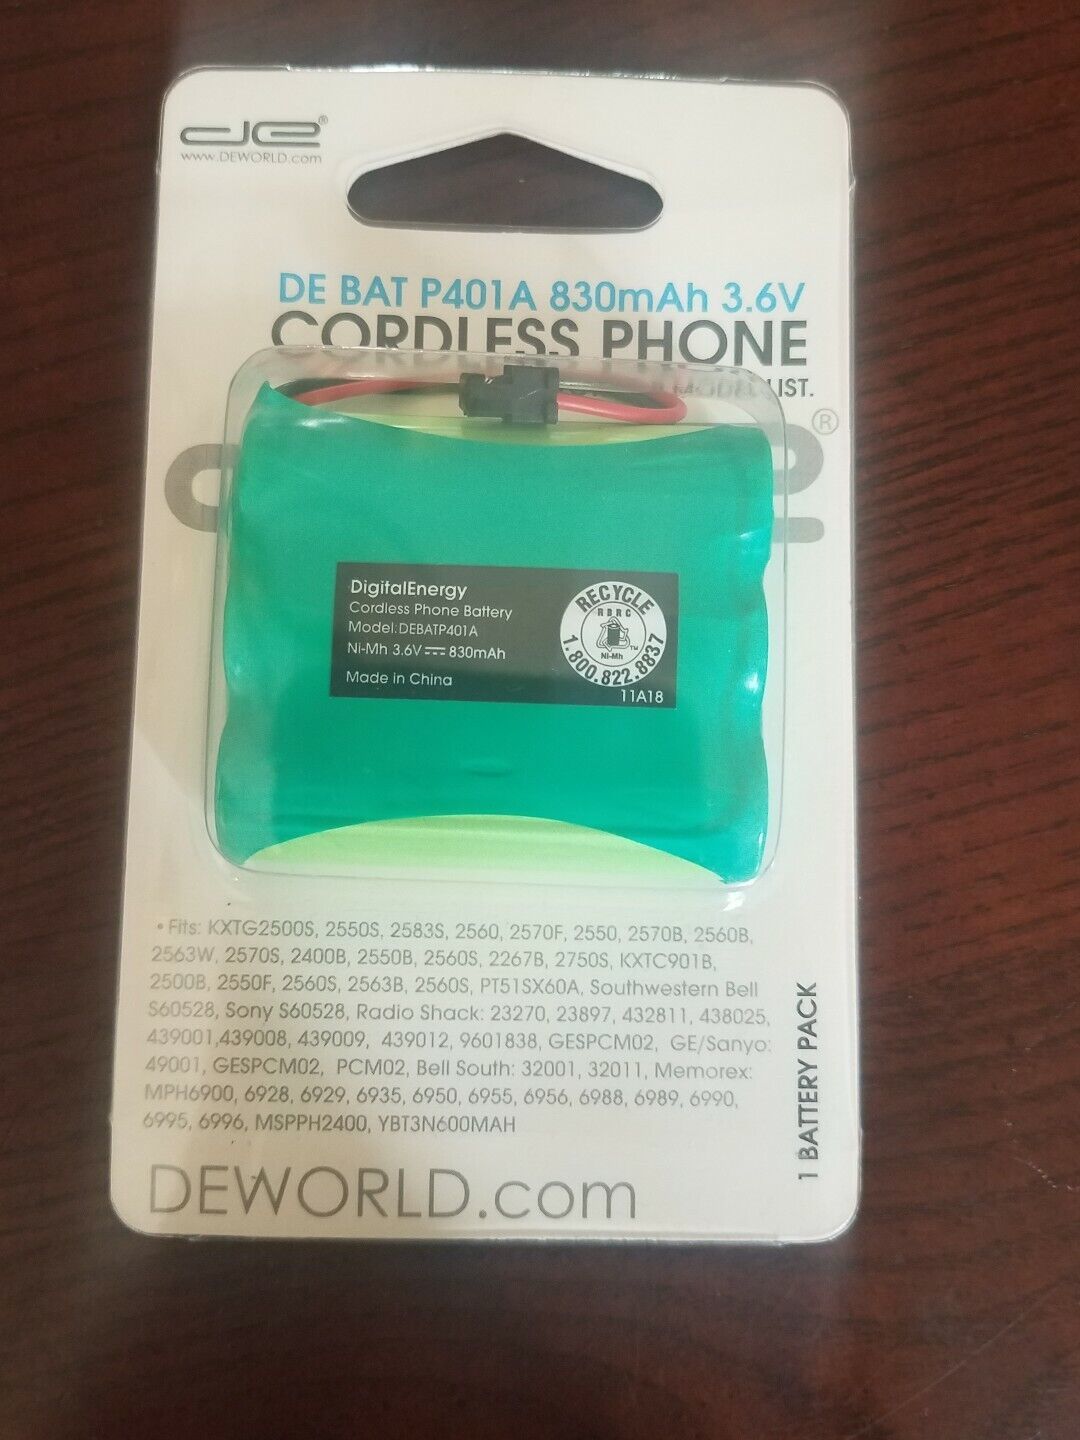 de®
www.DEWORLD.com
DE BAT P401A 830mAh 3.6V
CORDLESS PHONE
MODEL LIST.
®
DigitalEnergy
Cordless Phone Battery
Model:DEBATP401A
Ni-Mh 3.6V 830mAh
Made in China
RECYCLE
RBRC
TM
Ni-Mh
1.800.822.8837
11A18
• Fits: KXTG2500S, 2550S, 2583S, 2560, 2570F, 2550, 2570B, 2560B,
2563W, 2570S, 2400B, 2550B, 2560S, 2267B, 2750S, KXTC901B,
2500B, 2550F, 2560S, 2563B, 2560S, PT51SX60A, Southwestern Bell
S60528, Sony S60528, Radio Shack: 23270, 23897, 432811, 438025,
439001,439008, 439009, 439012, 9601838, GESPCM02, GE/Sanyo:
49001, GESPCM02, PCM02, Bell South: 32001, 32011, Memorex:
MPH6900, 6928, 6929, 6935, 6950, 6955, 6956, 6988, 6989, 6990,
6995, 6996, MSPPH2400, YBT3N600MAH
1 BATTERY PACK
DEWORLD.com